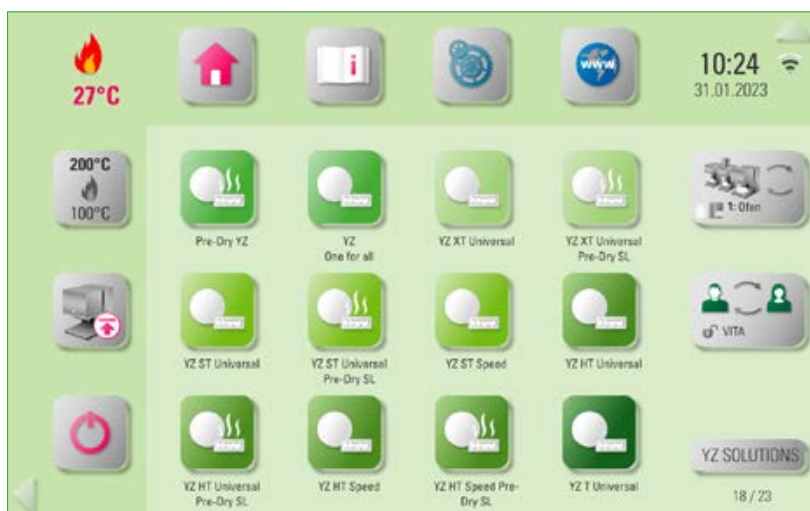 27°C
10:24
31.01.2023
www
i
200°C
100°C
1: Ofen
Pre-Dry YZ
YZ
One for all
YZ XT Universal
YZ XT Universal
Pre-Dry SL
VITA
YZ ST Universal
YZ ST Universal
Pre-Dry SL
YZ ST Speed
YZ HT Universal
YZ HT Universal
Pre-Dry SL
YZ HT Speed
YZ HT Speed Pre-
Dry SL
YZ T Universal
YZ SOLUTIONS
18 / 23